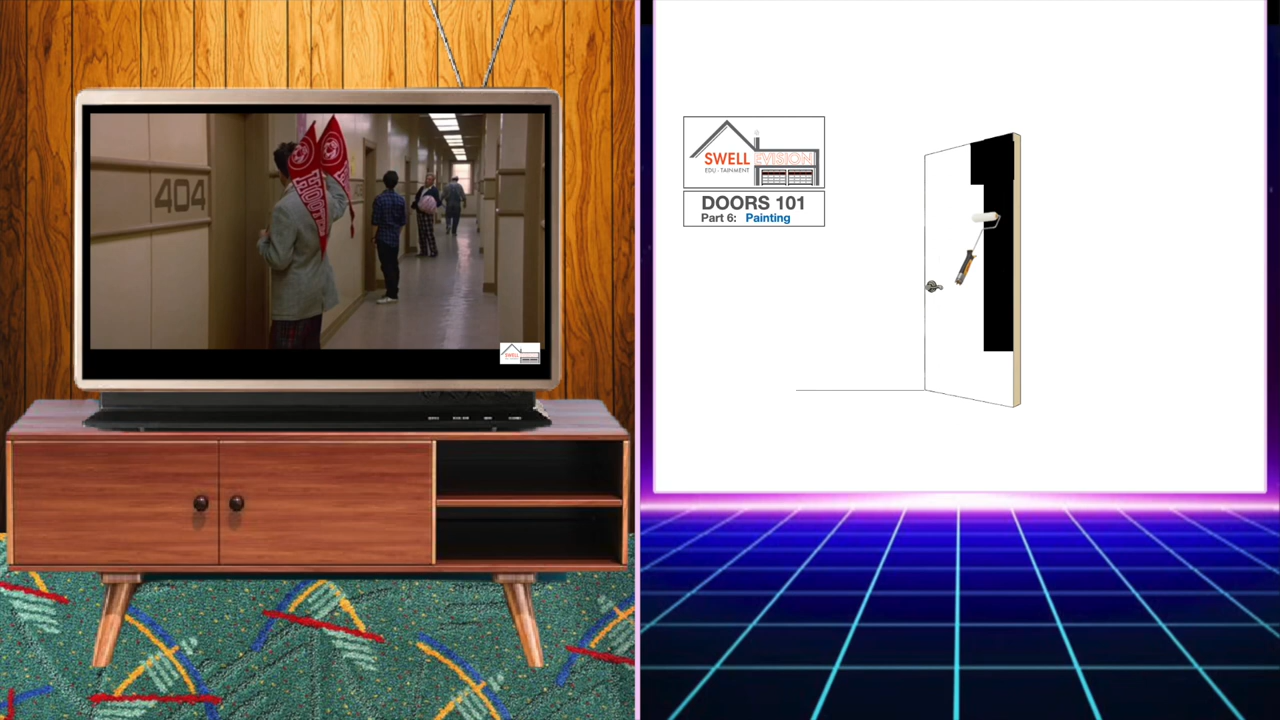 404
SWELL EVISION
EDU - TAINMENT
DOORS 101
Part 6: Painting